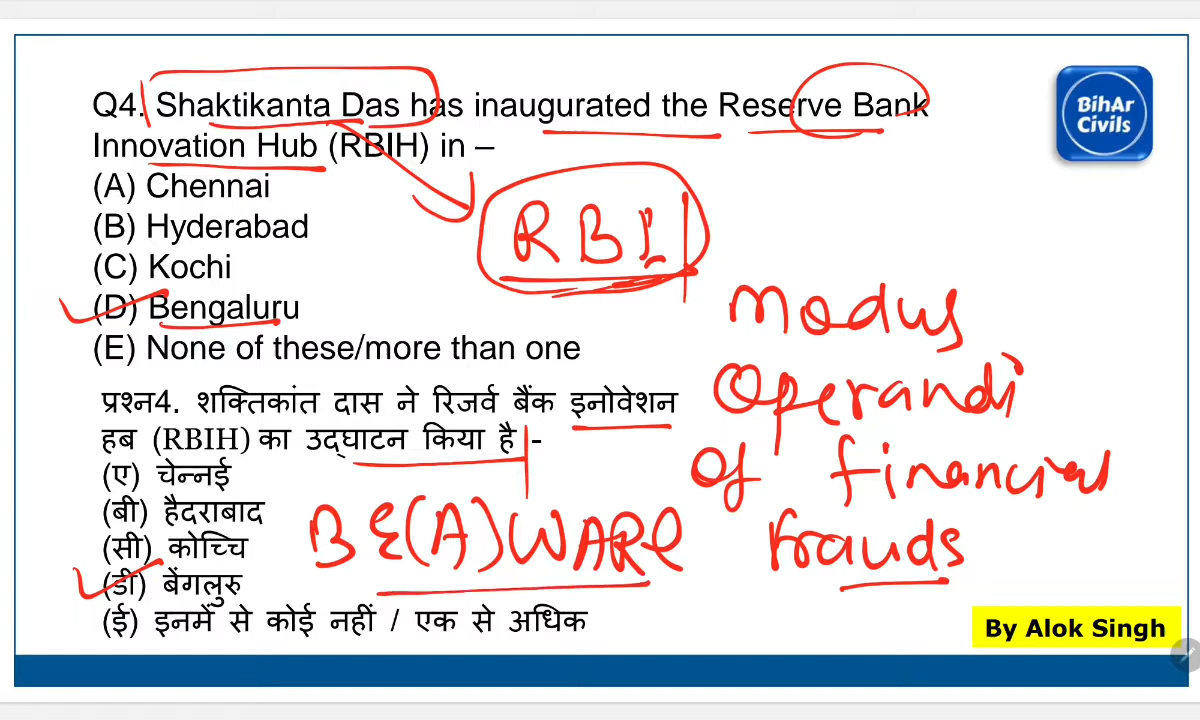 Q4. Shaktikanta Das has inaugurated the Reserve Bank
Innovation Hub (RBIH) in –
(A) Chennai
(B) Hyderabad
(C) Kochi
(D) Bengaluru
(E) None of these/more than one
BihAr
Civils
RBI
Modus
Operandi
of financial
frauds
प्रश्न4. शक्तिकांत दास ने रिजर्व बैंक इनोवेशन
हब (RBIH) का उद्घाटन किया है -
(ए) चेन्नई
(बी) हैदराबाद
(सी) कोच्चि
(डी) बेंगलुरु
(ई) इनमें से कोई नहीं / एक से अधिक
BE(A)WARE
By Alok Singh